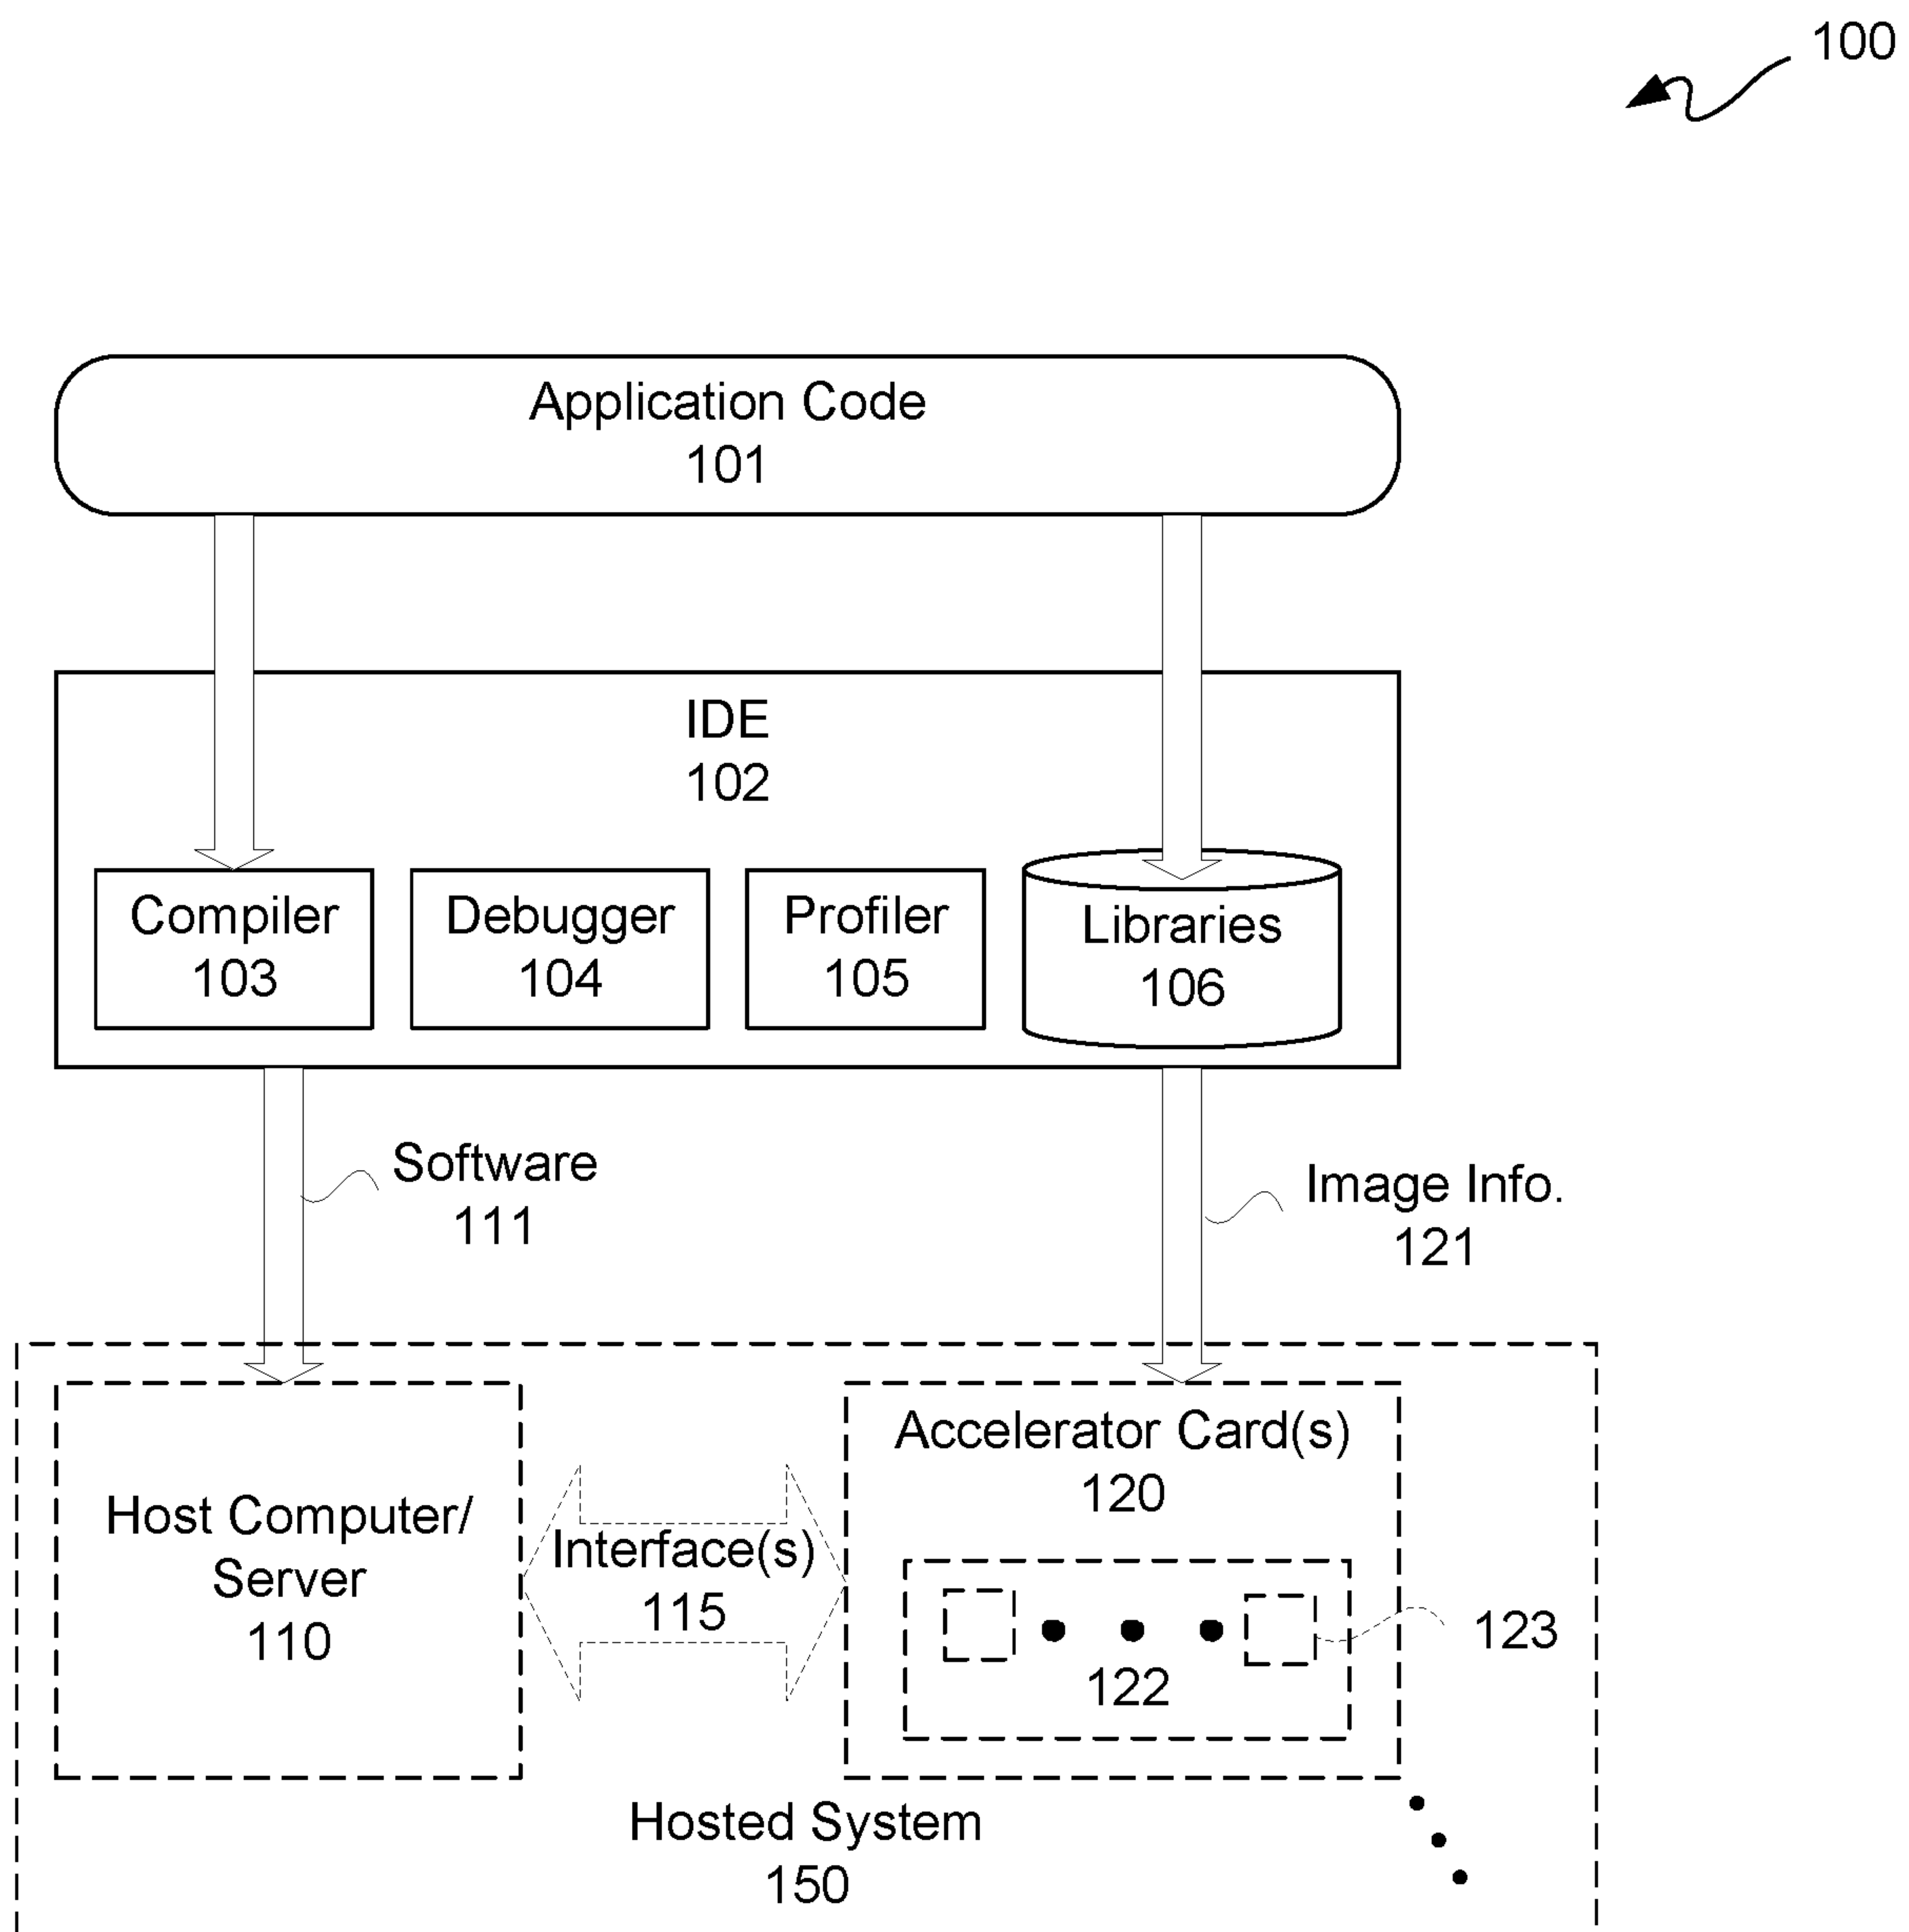 100
Application Code
101
IDE
102
Compiler
103
Debugger
104
Profiler
105
Libraries
106
Software
111
Image Info.
121
Host Computer/
Server
110
Interface(s)
115
Accelerator Card(s)
120
122
123
Hosted System
150